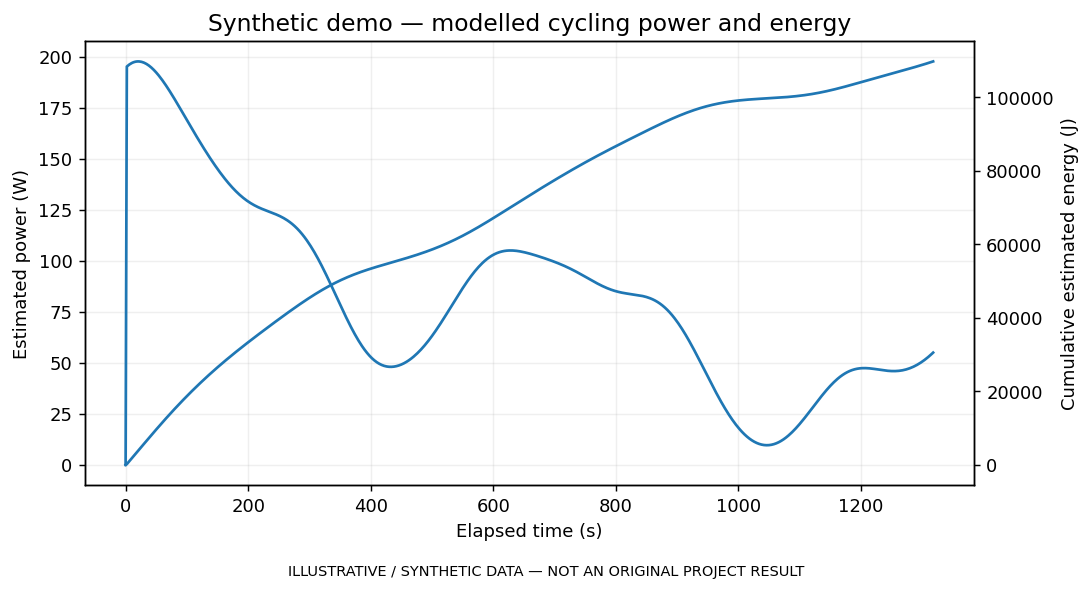 Synthetic demo — modelled cycling power and energy
200
175
150
125
100
75
50
25
0
Estimated power (W)
100000
80000
60000
40000
20000
0
Cumulative estimated energy (J)
0 200 400 600 800 1000 1200
Elapsed time (s)
ILLUSTRATIVE / SYNTHETIC DATA — NOT AN ORIGINAL PROJECT RESULT